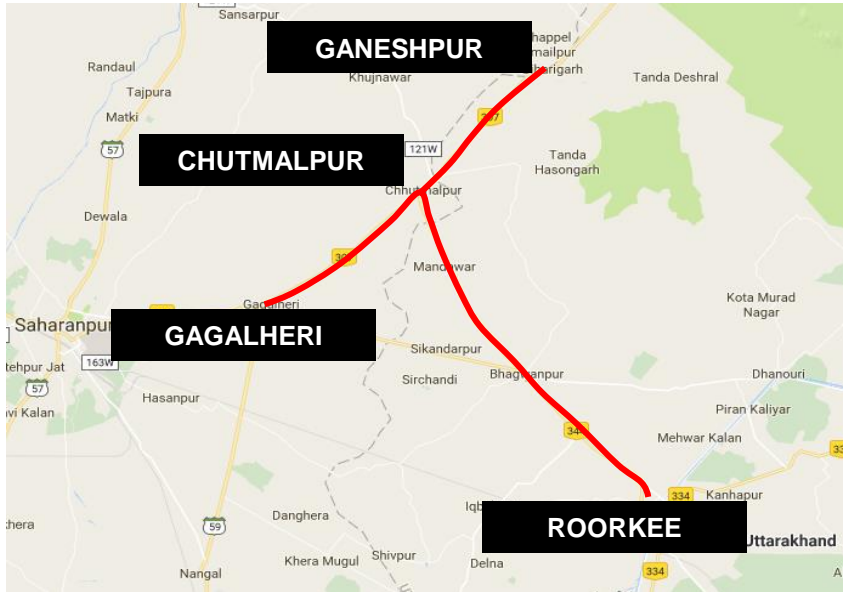 Sansarpur
GANESHPUR
Randaul
Khujnawar
Tanda Deshral
Tajpura
Matki
57
121W
CHUTMALPUR
Tanda
Hasongarh
Dewala
Gagalheri
Kota Murad
Nagar
Saharanpur
GAGALHERI
163W
Sikandarpur
Bhagwanpur
Sirchandi
Dhanouri
57
Hasanpur
Piran Kaliyar
Mehwar Kalan
334
Kanhapur
59
Danghera
ROORKEE
Uttarakhand
Khera Mugul
Shivpur
Delna
Nangal
334